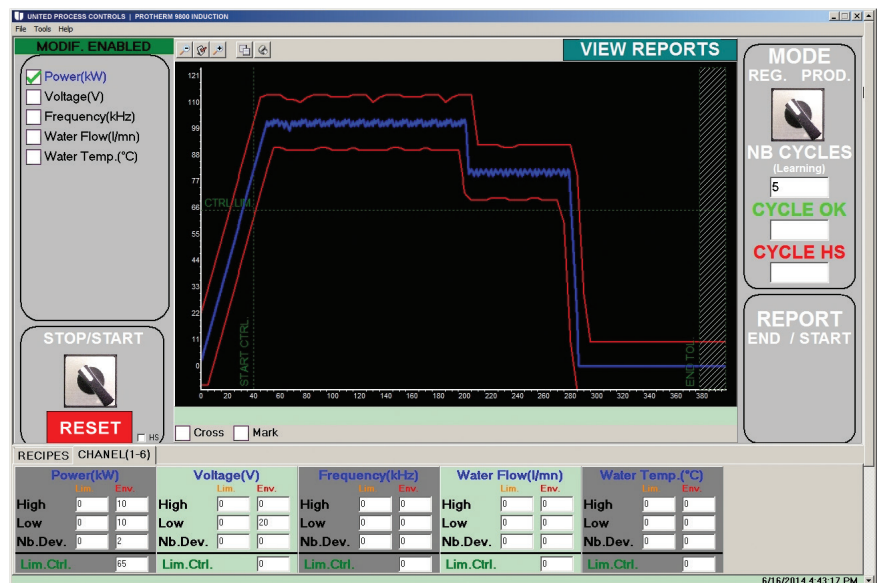 UNITED PROCESS CONTROLS | PROTHERM 9800 INDUCTION
File Tools Help
MODIF. ENABLED
VIEW REPORTS
Power(kW)
Voltage(V)
Frequency(kHz)
Water Flow(l/mn)
Water Temp.(°C)
STOP/START
RESET
HS
121
110
99
88
77
66
55
44
33
22
11
0
CTRL LIM
START CTRL.
END TOL.
0 20 40 60 80 100 120 140 160 180 200 220 240 260 280 300 320 340 360 380
Cross Mark
MODE
REG. PROD.
NB CYCLES
(Learning)
5
CYCLE OK
CYCLE HS
REPORT
END / START
RECIPES CHANEL(1-6)
Power(kW)
Lim. Env.
High 0 10
Low 0 10
Nb.Dev. 0 2
Lim.Ctrl. 65
Voltage(V)
Lim. Env.
High 0 0
Low 0 20
Nb.Dev. 0 0
Lim.Ctrl. 0
Frequency(kHz)
Lim. Env.
High 0 0
Low 0 0
Nb.Dev. 0 0
Lim.Ctrl. 0
Water Flow(l/mn)
Lim. Env.
High 0 0
Low 0 0
Nb.Dev. 0 0
Lim.Ctrl. 0
Water Temp.(°C)
Lim. Env.
High 0 0
Low 0 0
Nb.Dev. 0 0
Lim.Ctrl. 0
6/16/2014 4:43:17 PM